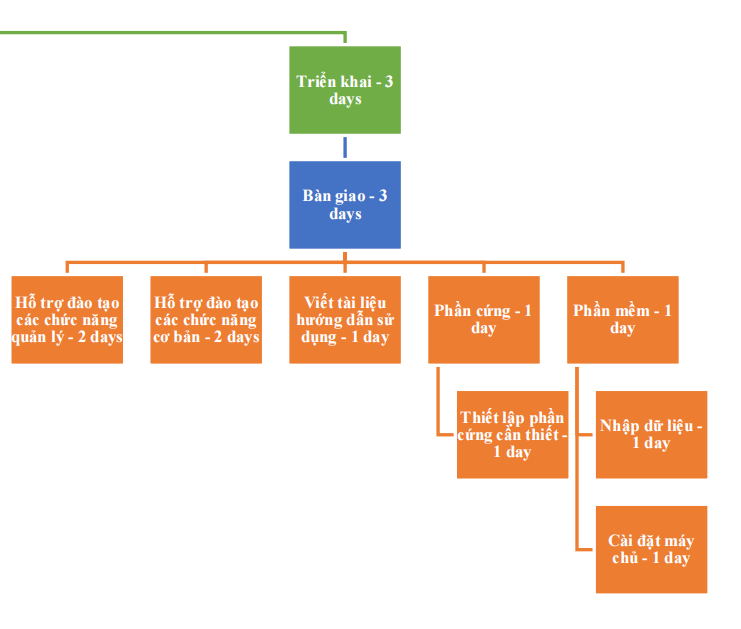 Triển khai - 3
days
Bàn giao - 3
days
Hỗ trợ đào tạo
các chức năng
quản lý - 2 days
Hỗ trợ đào tạo
các chức năng
cơ bản - 2 days
Viết tài liệu
hướng dẫn sử
dụng - 1 day
Phần cứng - 1
day
Phần mềm - 1
day
Thiết lập phần
cứng cần thiết -
1 day
Nhập dữ liệu -
1 day
Cài đặt máy
chủ - 1 day